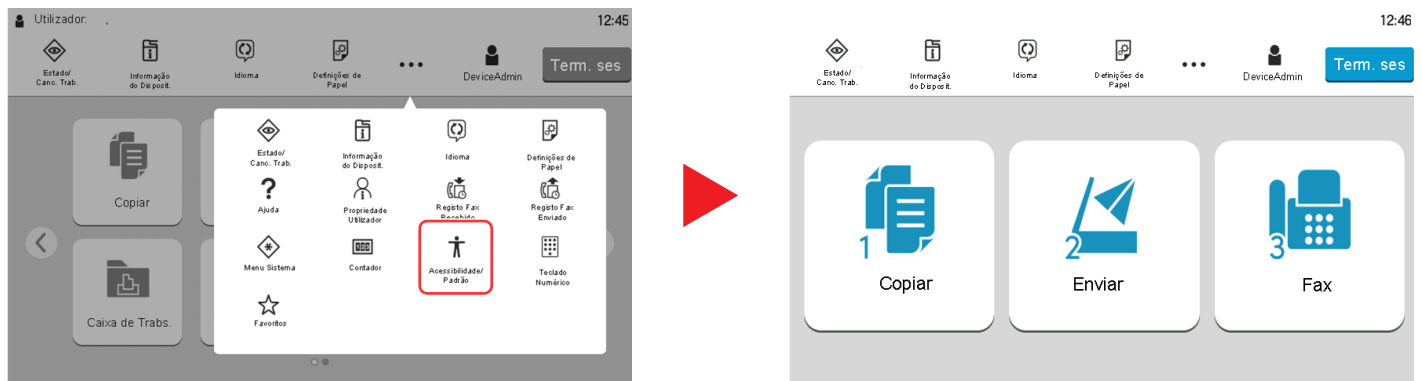 Utilizador: ,
12:45
Estado/
Canc. Trab.
Informação
do Disposit.
Idioma
Definições de
Papel
DeviceAdmin
Term. ses
Copiar
Caixa de Trabs.
Estado/
Canc. Trab.
Informação
do Disposit.
Idioma
Definições de
Papel
Ajuda
Propriedade
Utilizador
Registo Fax
Recebido
Registo Fax
Enviado
Menu Sistema
Contador
Acessibilidade/
Padrão
Teclado
Numérico
Favoritos
12:46
Estado/
Canc. Trab.
Informação
do Disposit.
Idioma
Definições de
Papel
DeviceAdmin
Term. ses
1
Copiar
2
Enviar
3
Fax